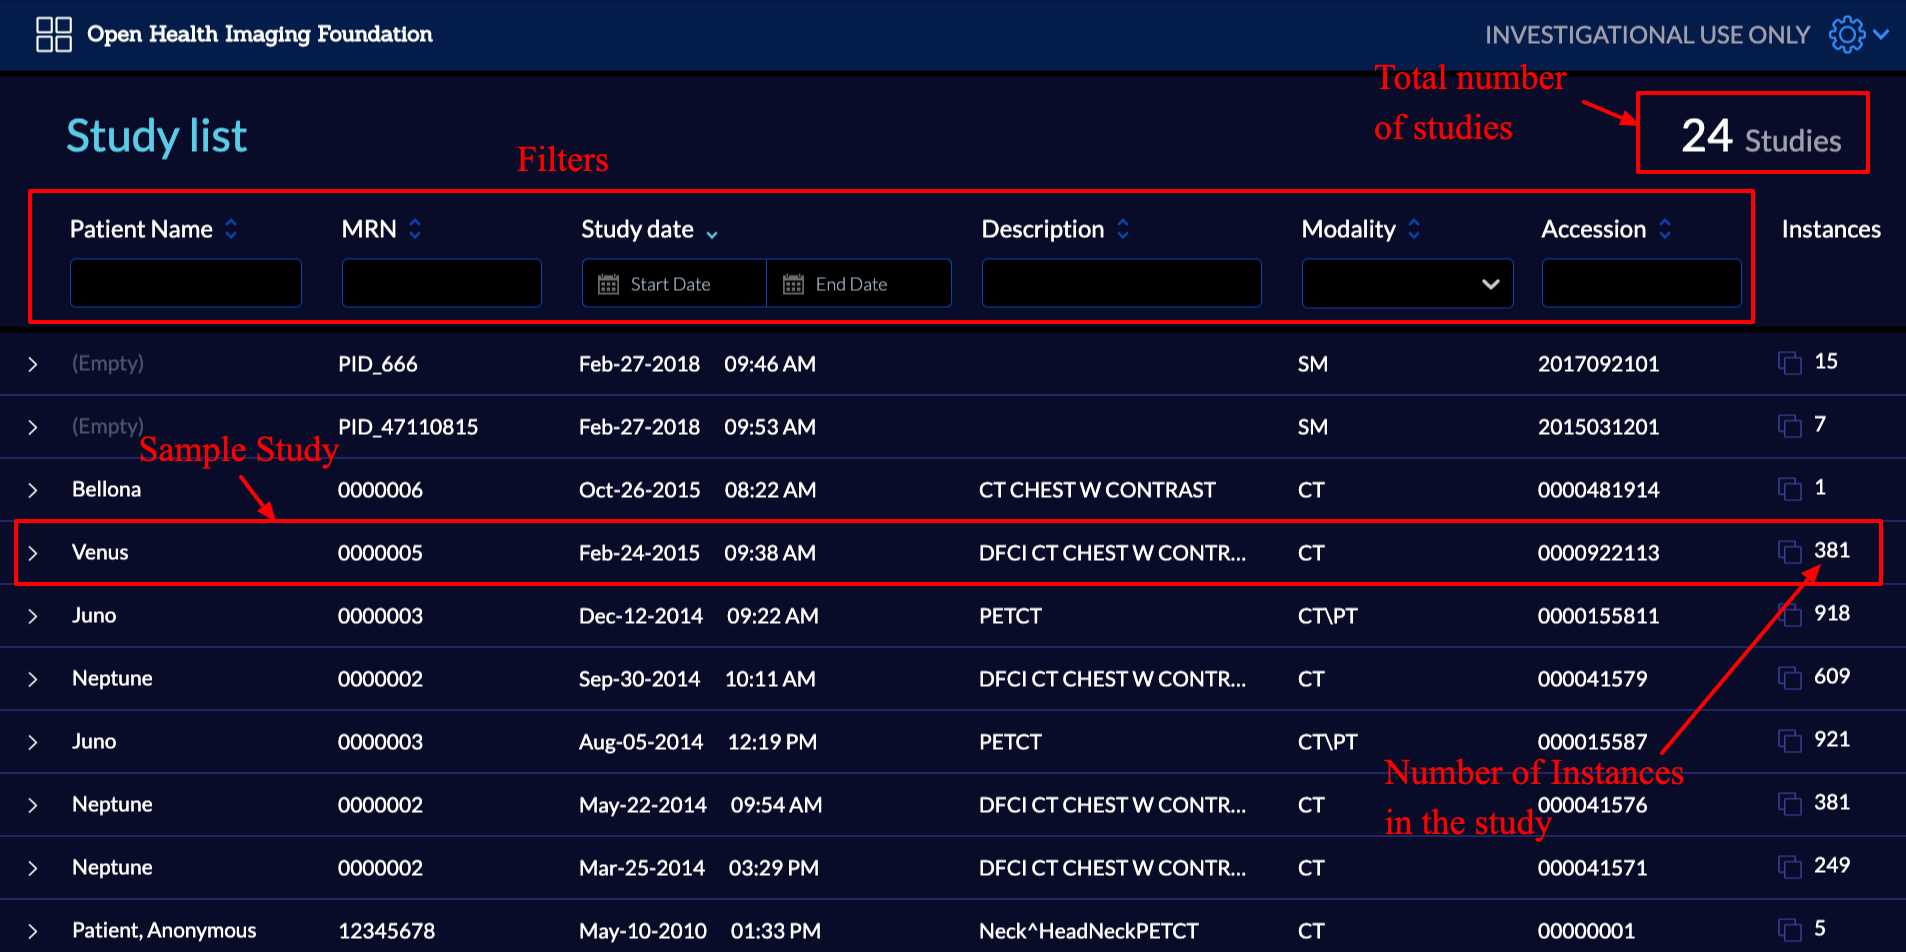 Open Health Imaging Foundation
INVESTIGATIONAL USE ONLY
Total number
of studies
Study list
24 Studies
Filters
Patient Name MRN Study date Description Modality Accession Instances
Start Date End Date
(Empty) PID_666 Feb-27-2018 09:46 AM SM 2017092101 15
(Empty) PID_47110815 Feb-27-2018 09:53 AM SM 2015031201 7
Sample Study
Bellona 0000006 Oct-26-2015 08:22 AM CT CHEST W CONTRAST CT 0000481914 1
Venus 0000005 Feb-24-2015 09:38 AM DFCI CT CHEST W CONTR... CT 0000922113 381
Juno 0000003 Dec-12-2014 09:22 AM PETCT CT\PT 0000155811 918
Neptune 0000002 Sep-30-2014 10:11 AM DFCI CT CHEST W CONTR... CT 000041579 609
Juno 0000003 Aug-05-2014 12:19 PM PETCT CT\PT 000015587 921
Number of Instances
in the study
Neptune 0000002 May-22-2014 09:54 AM DFCI CT CHEST W CONTR... CT 000041576 381
Neptune 0000002 Mar-25-2014 03:29 PM DFCI CT CHEST W CONTR... CT 000041571 249
Patient, Anonymous 12345678 May-10-2010 01:33 PM Neck^HeadNeckPETCT CT 00000001 5